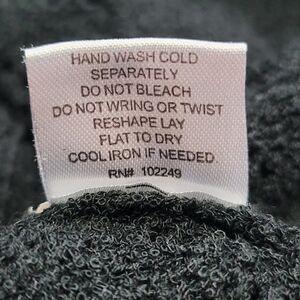 HAND WASH COLD
SEPARATELY
DO NOT BLEACH
DO NOT WRING OR TWIST
RESHAPE LAY
FLAT TO DRY
COOL IRON IF NEEDED
RN# 102249